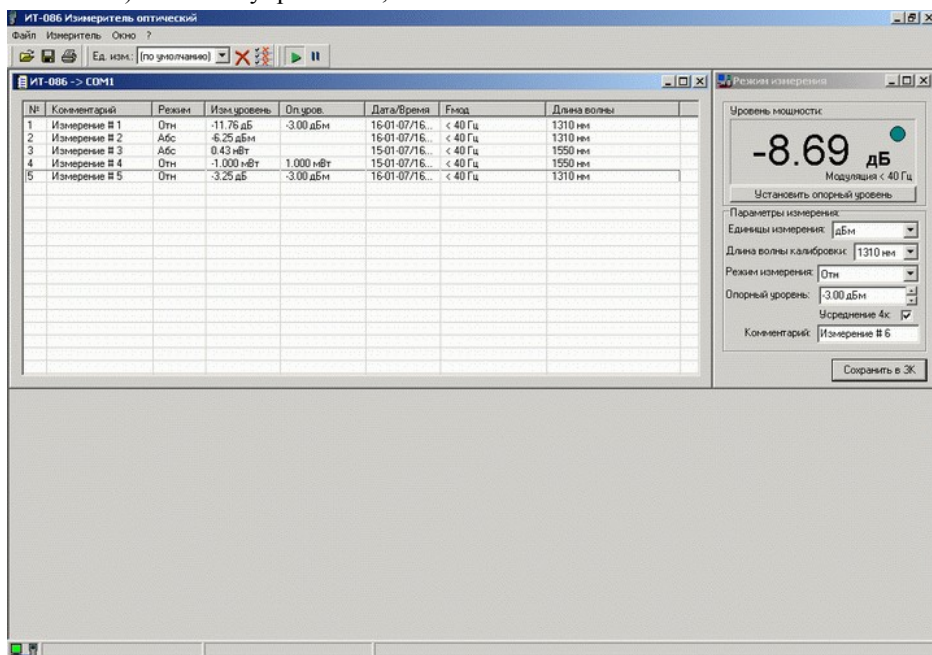 ИТ-086 Изимеритель оптический
Файл Измеритель Окно ?
Ед. изм.: (по умолчанию)
ИТ-086 -> COM1
№ Комментарий Режим Изм.уровень Оп.уров. Дата/Время Fмод Длина волны
1 Измерение # 1 Отн -11.76 дБ -3.00 дБм 16-01-07/16... < 40 Гц 1310 нм
2 Измерение # 2 Абс -6.25 дБм 16-01-07/16... < 40 Гц 1310 нм
3 Измерение # 3 Абс 0.43 нВт 15-01-07/16... < 40 Гц 1550 нм
4 Измерение # 4 Отн -1.000 мВт 1.000 мВт 15-01-07/16... < 40 Гц 1550 нм
5 Измерение # 5 Отн -3.25 дБ -3.00 дБм 16-01-07/16... < 40 Гц 1310 нм
Режим измерения
Уровень мощности:
-8.69 дБ
Модуляция < 40 Гц
Установить опорный уровень
Параметры измерения:
Единицы измерения: дБм
Длина волны калибровки: 1310 нм
Режим измерения: Отн
Опорный урорень: -3.00 дБм
Усреднение 4x:
Комментарий: Измерение # 6
Сохранить в ЗК